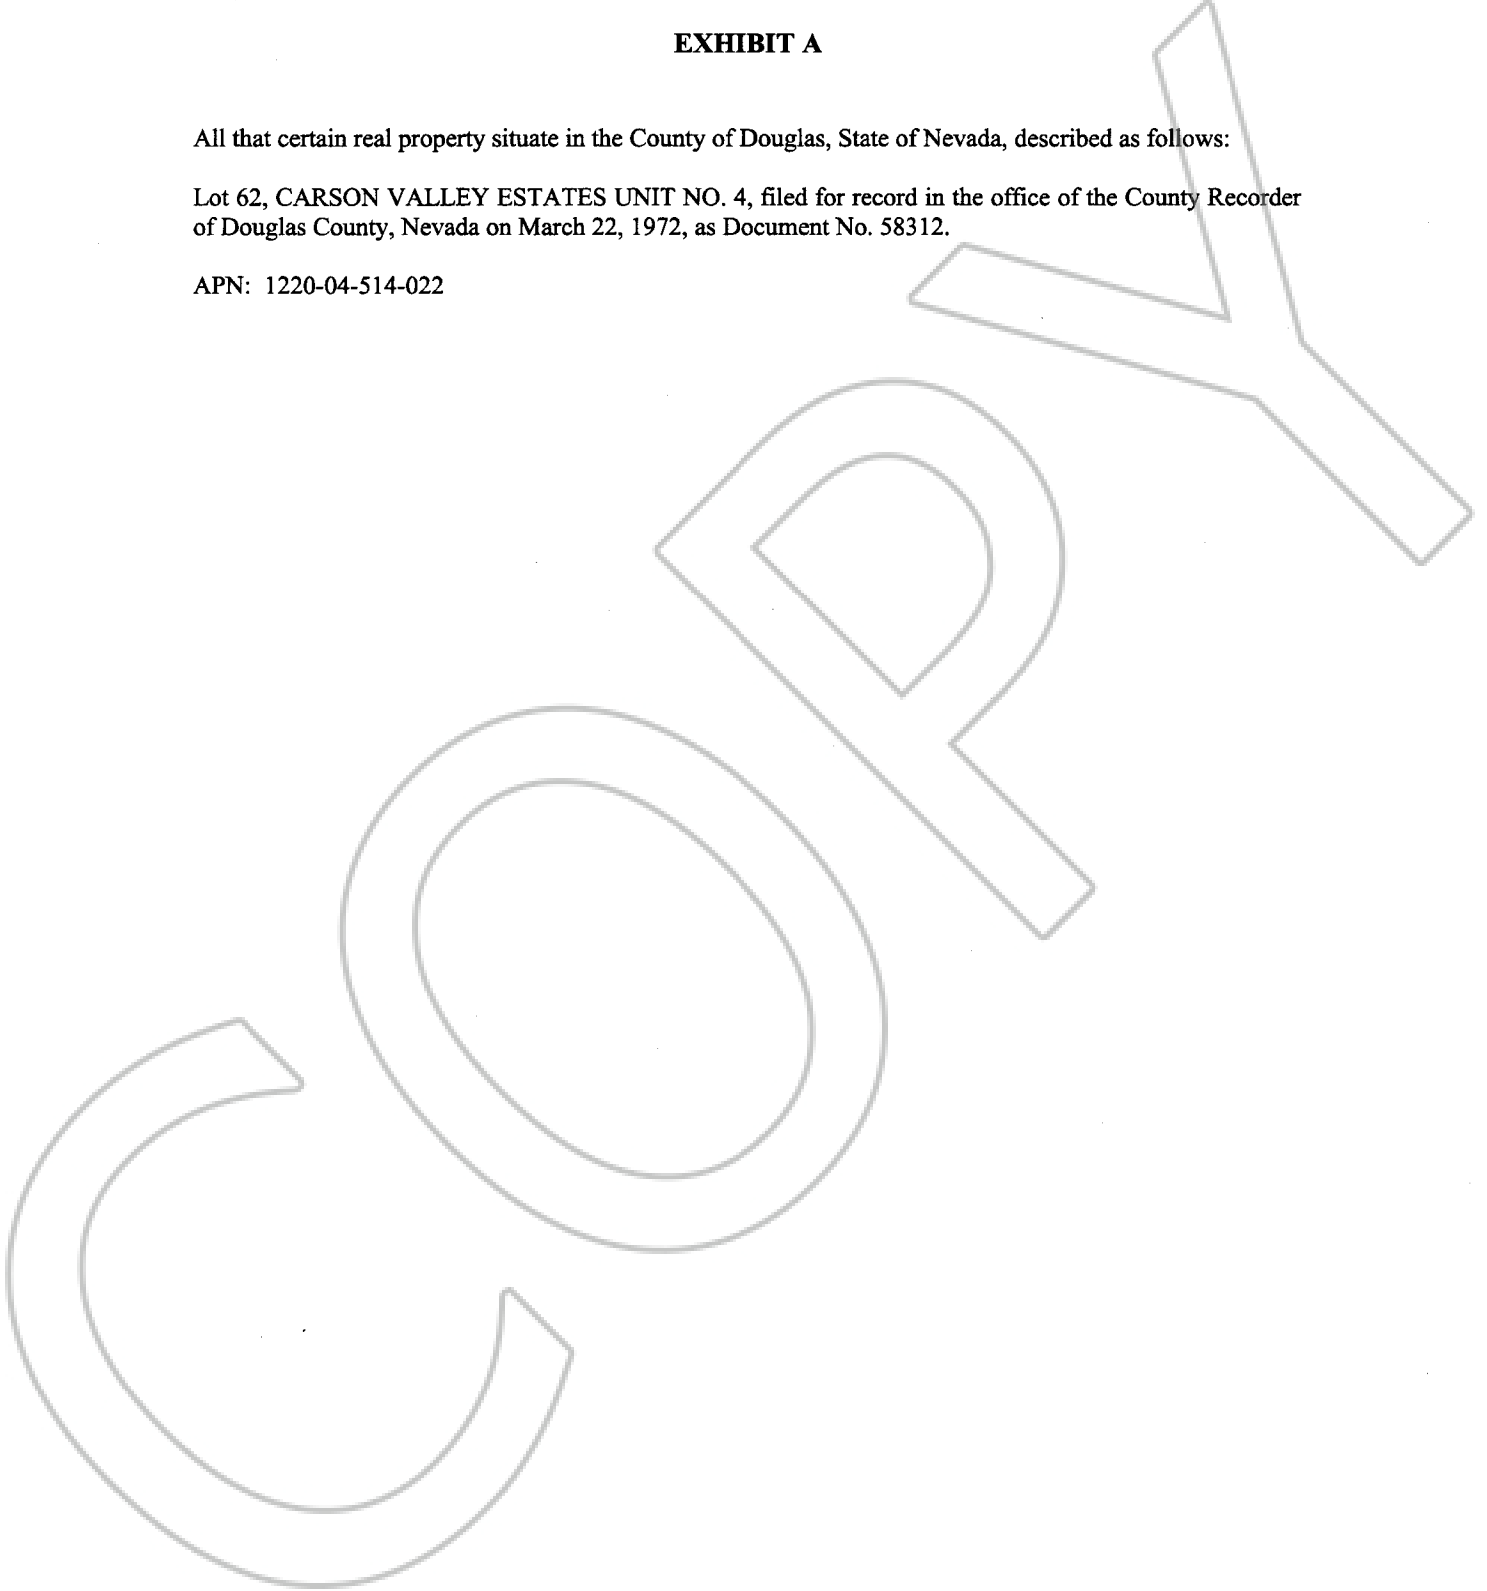 EXHIBIT A
All that certain real property situate in the County of Douglas, State of Nevada, described as follows:
Lot 62, CARSON VALLEY ESTATES UNIT NO. 4, filed for record in the office of the County Recorder
of Douglas County, Nevada on March 22, 1972, as Document No. 58312.
APN: 1220-04-514-022
COPY